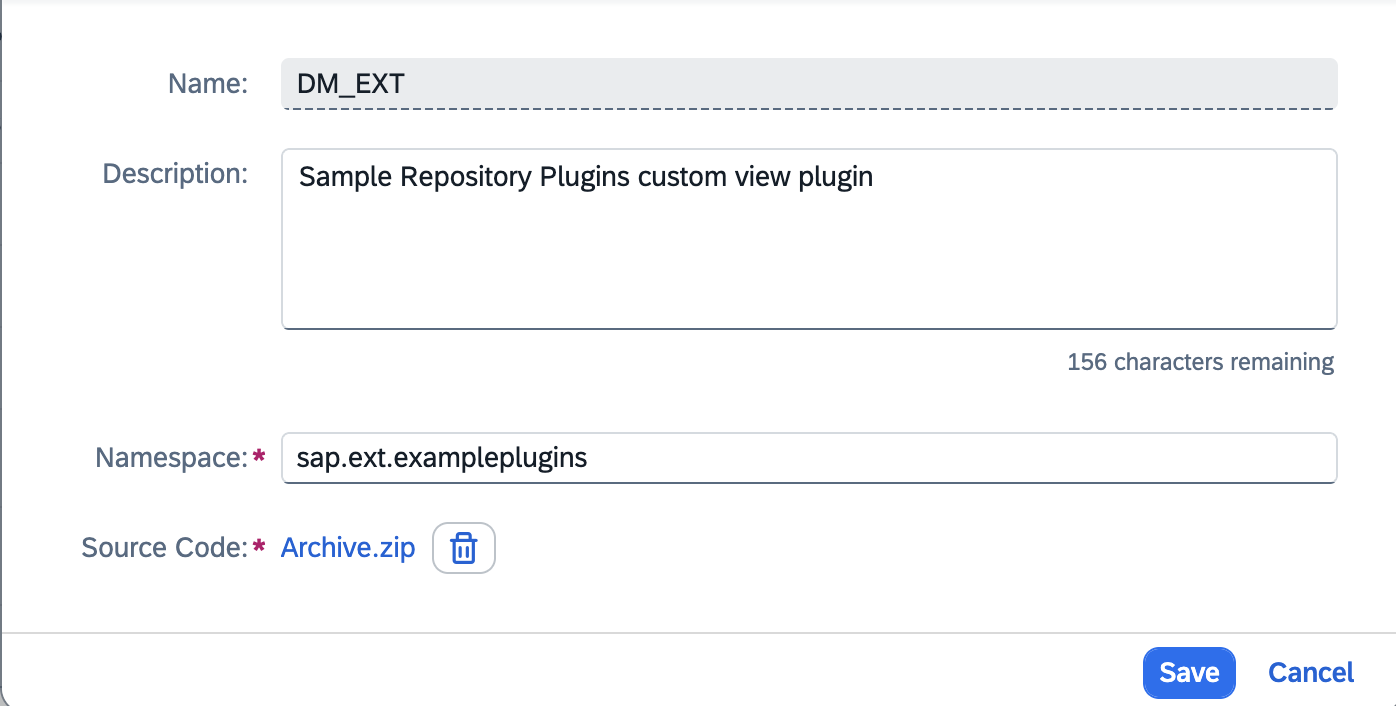 Name: DM_EXT
Description: Sample Repository Plugins custom view plugin
156 characters remaining
Namespace:* sap.ext.exampleplugins
Source Code:* Archive.zip
Save Cancel